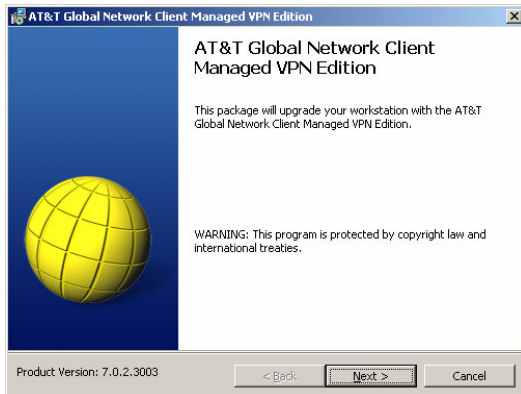 AT&T Global Network Client Managed VPN Edition
AT&T Global Network Client
Managed VPN Edition
This package will upgrade your workstation with the AT&T
Global Network Client Managed VPN Edition.
WARNING: This program is protected by copyright law and
international treaties.
Product Version: 7.0.2.3003
< Back
Next >
Cancel